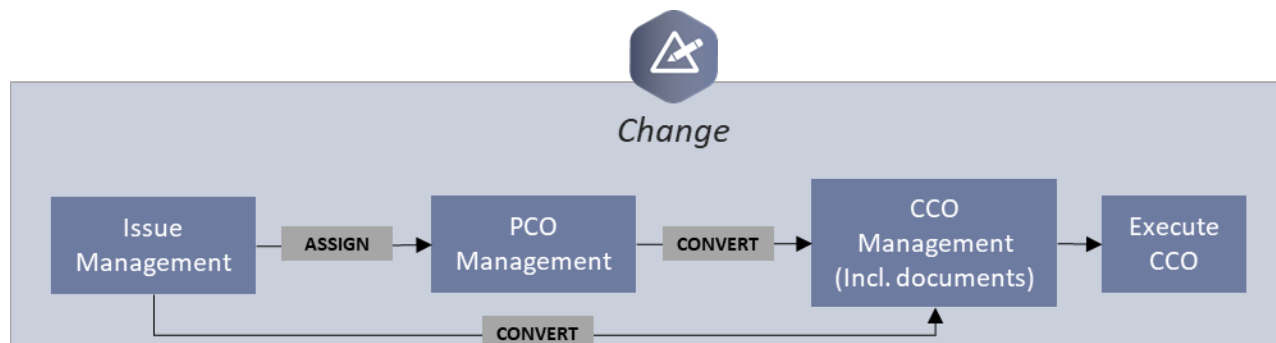 Change
Issue
Management
ASSIGN
PCO
Management
CONVERT
CCO
Management
(Incl. documents)
Execute
CCO
CONVERT